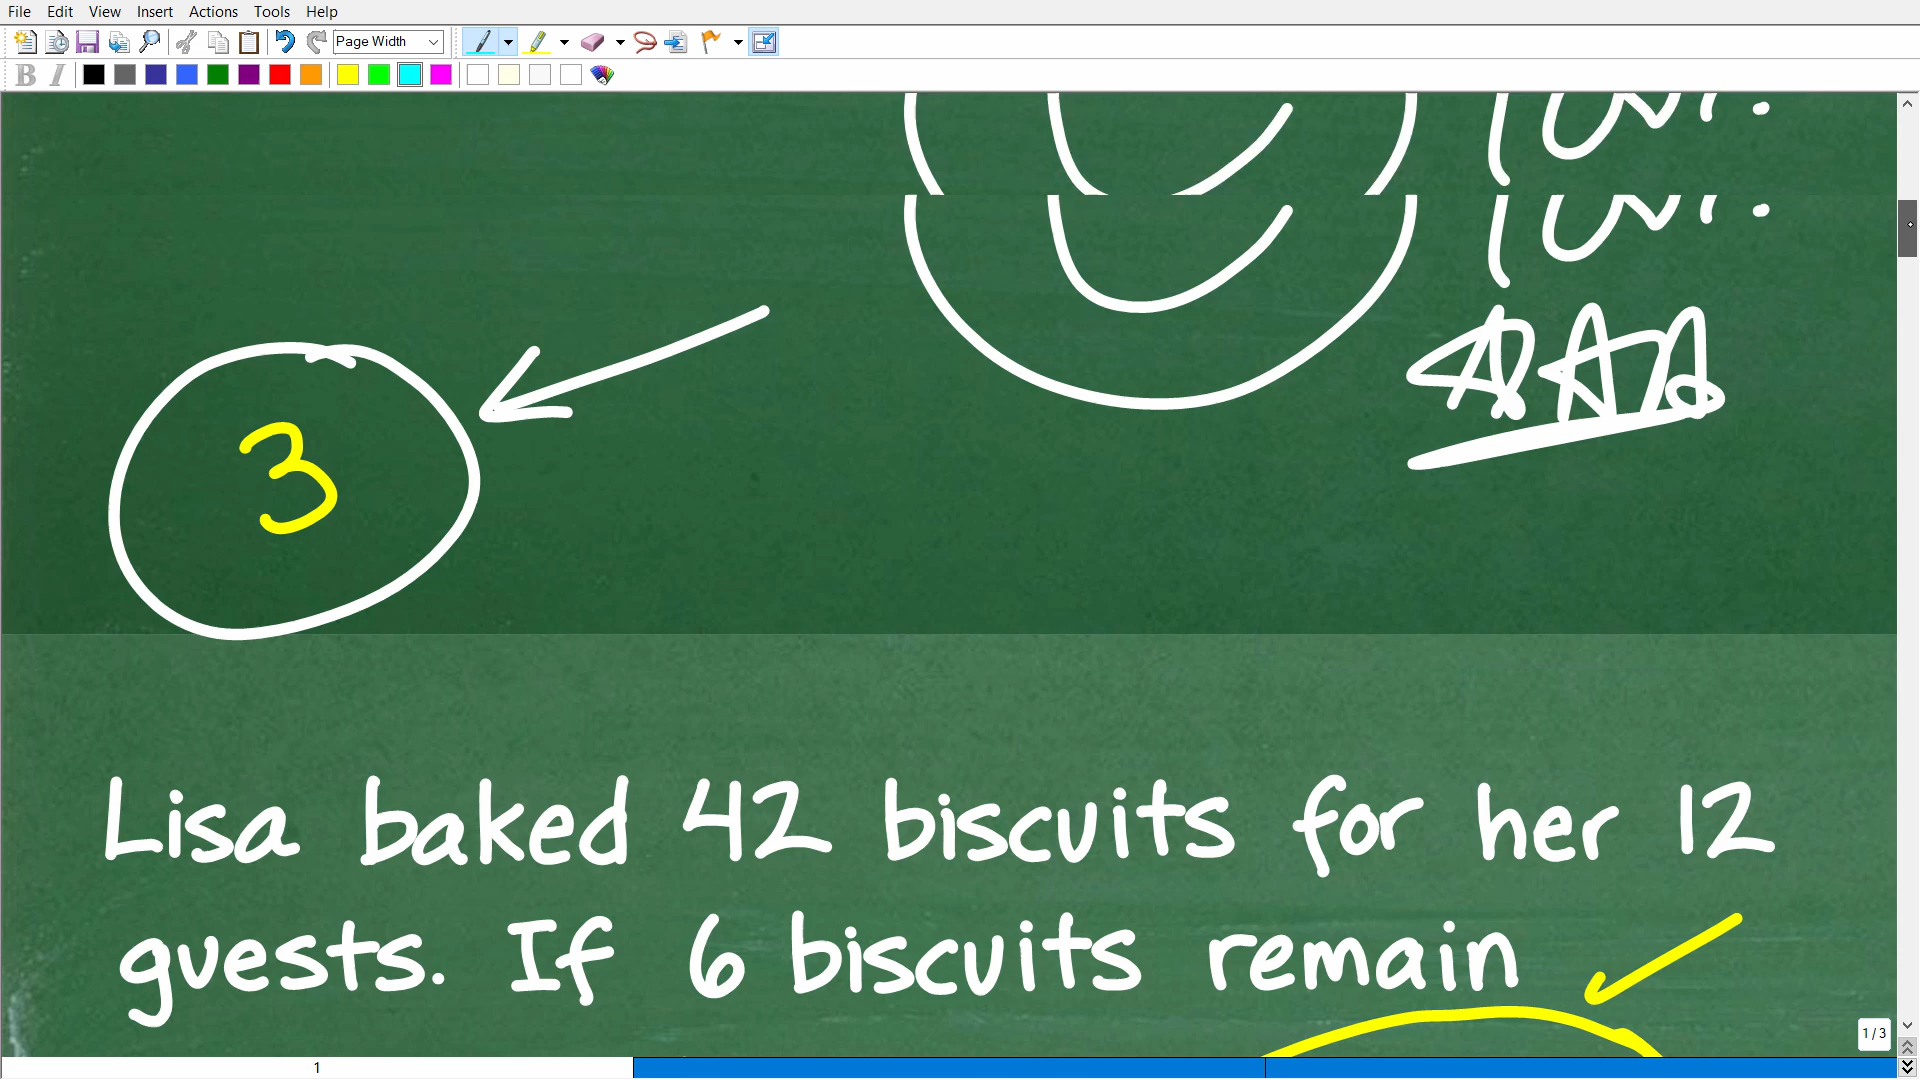 File Edit View Insert Actions Tools Help
Page Width
B I
3
Lisa baked 42 biscuits for her 12
guests. If 6 biscuits remain
1 / 3
1